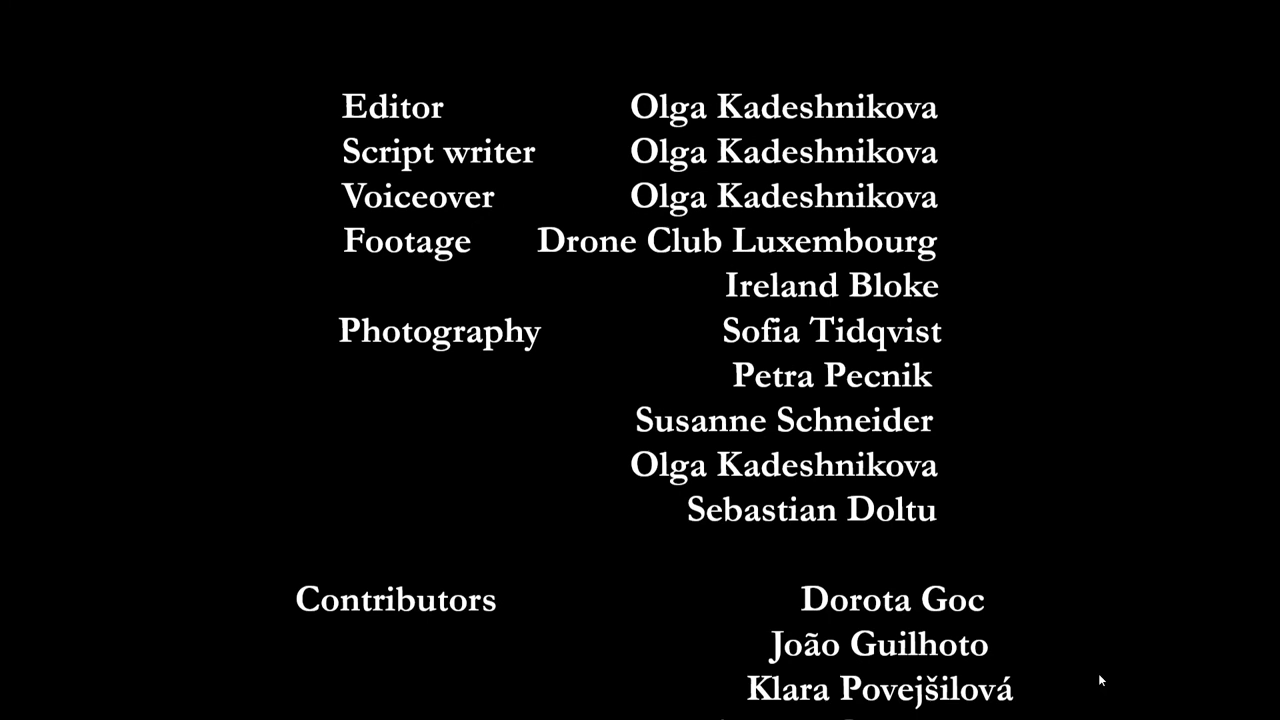 Editor Olga Kadeshnikova
Script writer Olga Kadeshnikova
Voiceover Olga Kadeshnikova
Footage Drone Club Luxembourg
Ireland Bloke
Photography Sofia Tidqvist
Petra Pecnik
Susanne Schneider
Olga Kadeshnikova
Sebastian Doltu
Contributors Dorota Goc
João Guilhoto
Klara Povejšilová